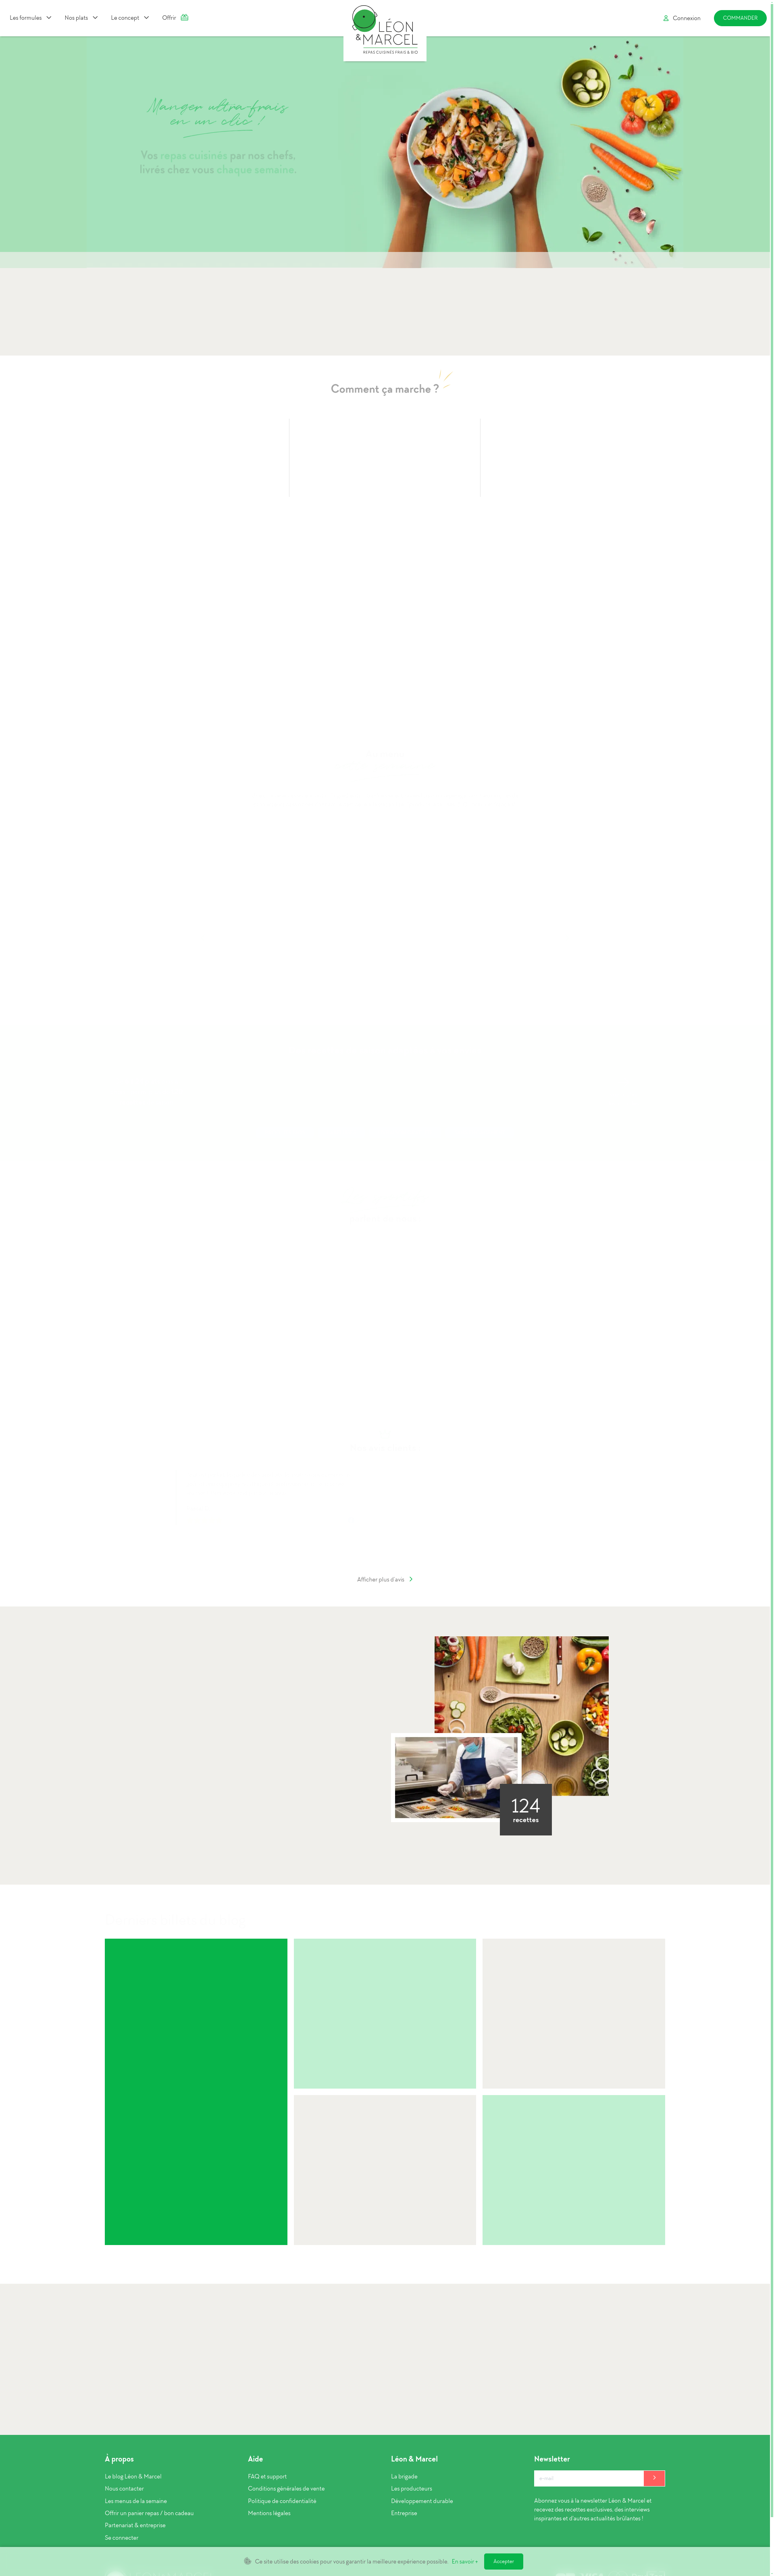 Les formules
Nos plats
Le concept
Offrir
LÉON
& MARCEL
REPAS CUISINÉS FRAIS & BIO
Connexion
COMMANDER
Manger ultra-frais
en un clic !
Vos repas cuisinés par nos chefs,
livrés chez vous chaque semaine.
Comment ça marche ?
Afficher plus d'avis
124
recettes
À propos
Le blog Léon & Marcel
Nous contacter
Les menus de la semaine
Offrir un panier repas / bon cadeau
Partenariat & entreprise
Se connecter
Aide
FAQ et support
Conditions générales de vente
Politique de confidentialité
Mentions légales
Léon & Marcel
La brigade
Les producteurs
Développement durable
Entreprise
Newsletter
e-mail
Abonnez vous à la newsletter Léon & Marcel et
recevez des recettes exclusives, des interviews
inspirantes et d'autres actualités brûlantes !
Ce site utilise des cookies pour vous garantir la meilleure expérience possible. En savoir +
Accepter